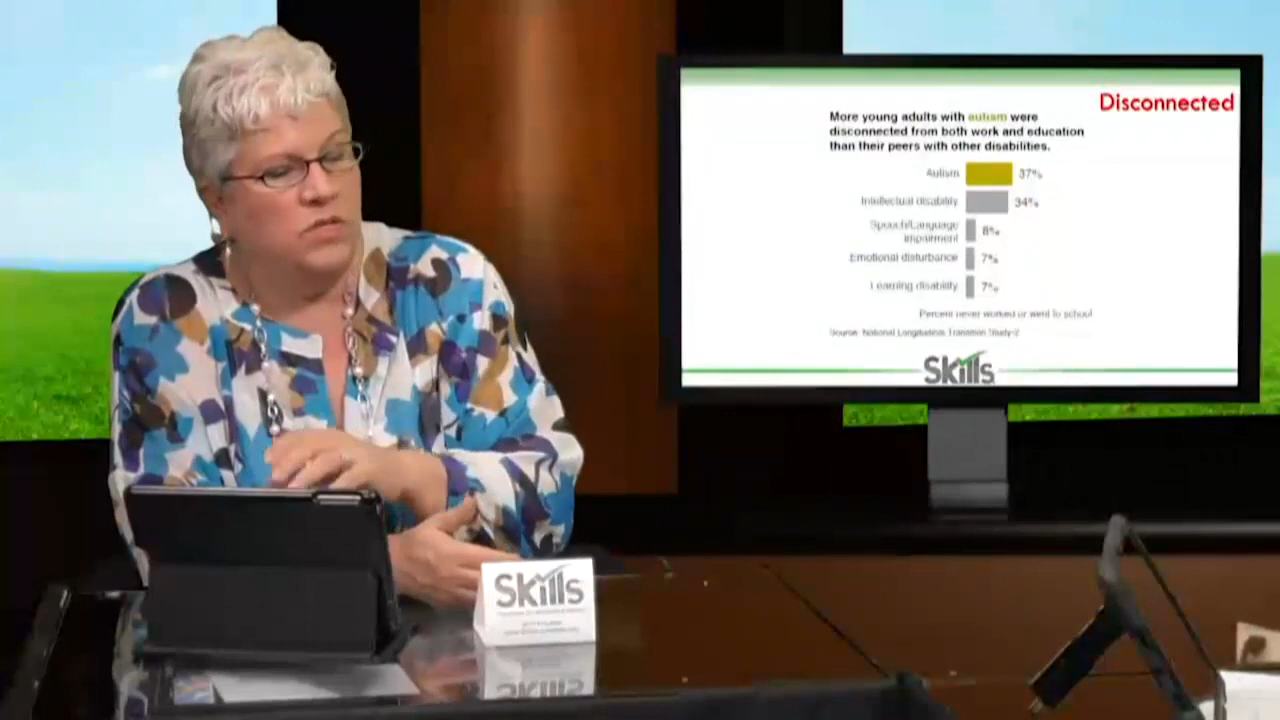 Disconnected
More young adults with autism were
disconnected from both work and education
than their peers with other disabilities.
Autism 37%
Intellectual disability 34%
Speech/Language
impairment 8%
Emotional disturbance 7%
Learning disability 7%
Percent never worked or went to school
Source: National Longitudinal Transition Study-2
Skills
Skills